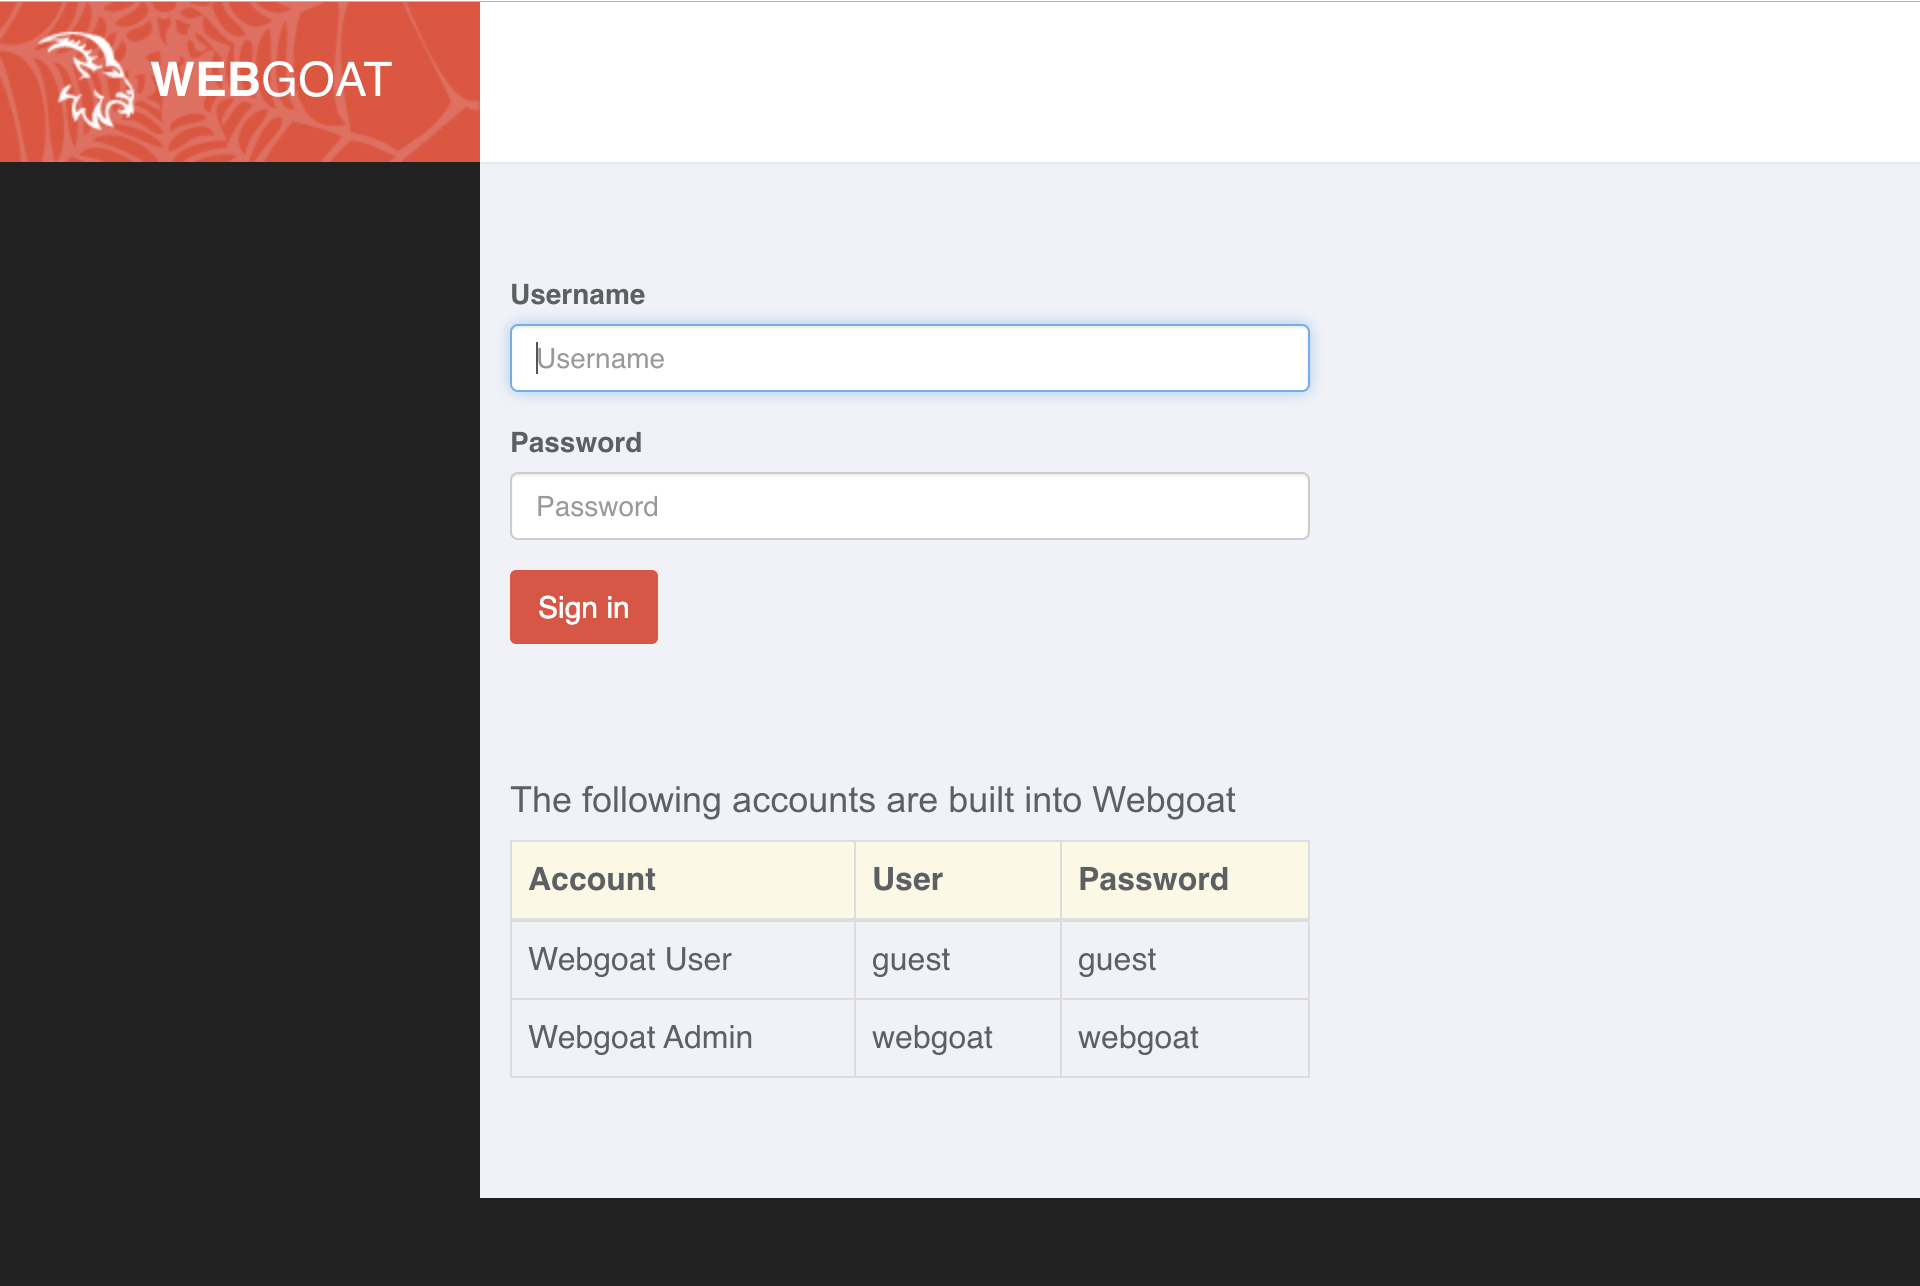 WEBGOAT
Username
Username
Password
Password
Sign in
The following accounts are built into Webgoat
Account User Password
Webgoat User guest guest
Webgoat Admin webgoat webgoat